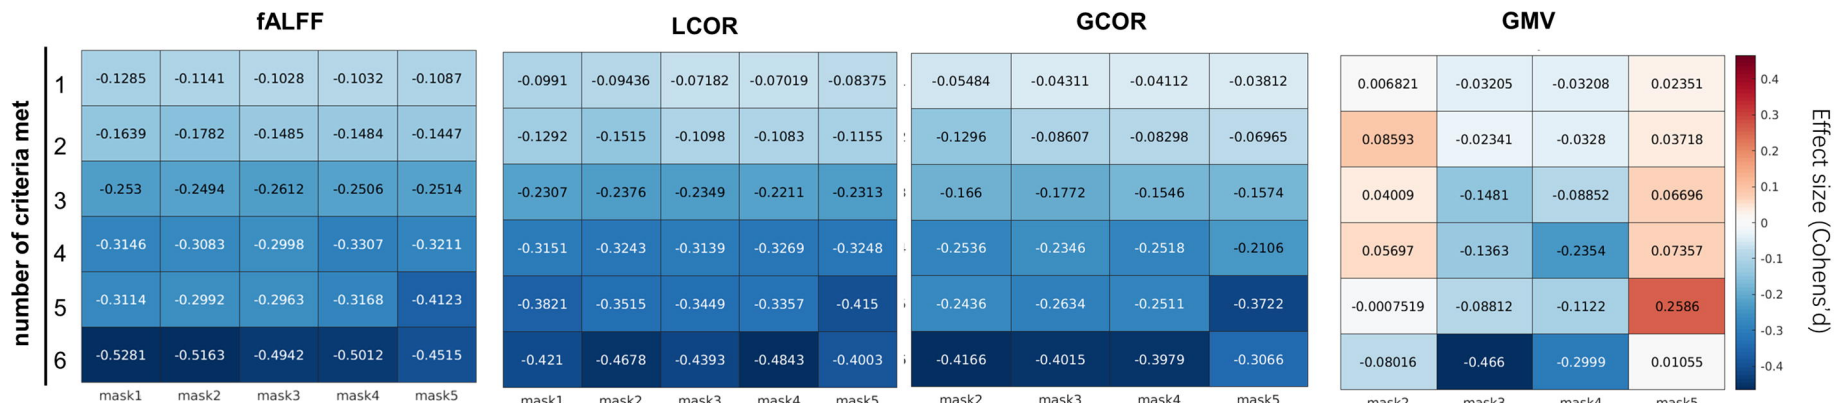 fALFF
LCOR
GCOR
GMV
number of criteria met
1
2
3
4
5
6
-0.1285 -0.1141 -0.1028 -0.1032 -0.1087
-0.1639 -0.1782 -0.1485 -0.1484 -0.1447
-0.253 -0.2494 -0.2612 -0.2506 -0.2514
-0.3146 -0.3083 -0.2998 -0.3307 -0.3211
-0.3114 -0.2992 -0.2963 -0.3168 -0.4123
-0.5281 -0.5163 -0.4942 -0.5012 -0.4515
mask1 mask2 mask3 mask4 mask5
-0.0991 -0.09436 -0.07182 -0.07019 -0.08375
-0.1292 -0.1515 -0.1098 -0.1083 -0.1155
-0.2307 -0.2376 -0.2349 -0.2211 -0.2313
-0.3151 -0.3243 -0.3139 -0.3269 -0.3248
-0.3821 -0.3515 -0.3449 -0.3357 -0.415
-0.421 -0.4678 -0.4393 -0.4843 -0.4003
mask1 mask2 mask3 mask4 mask5
-0.05484 -0.04311 -0.04112 -0.03812
-0.1296 -0.08607 -0.08298 -0.06965
-0.166 -0.1772 -0.1546 -0.1574
-0.2536 -0.2346 -0.2518 -0.2106
-0.2436 -0.2634 -0.2511 -0.3722
-0.4166 -0.4015 -0.3979 -0.3066
mask2 mask3 mask4 mask5
0.006821 -0.03205 -0.03208 0.02351
0.08593 -0.02341 -0.0328 0.03718
0.04009 -0.1481 -0.08852 0.06696
0.05697 -0.1363 -0.2354 0.07357
-0.0007519 -0.08812 -0.1122 0.2586
-0.08016 -0.466 -0.2999 0.01055
mask2 mask3 mask4 mask5
0.4
0.3
0.2
0.1
0
-0.1
-0.2
-0.3
-0.4
Effect size (Cohens'd)